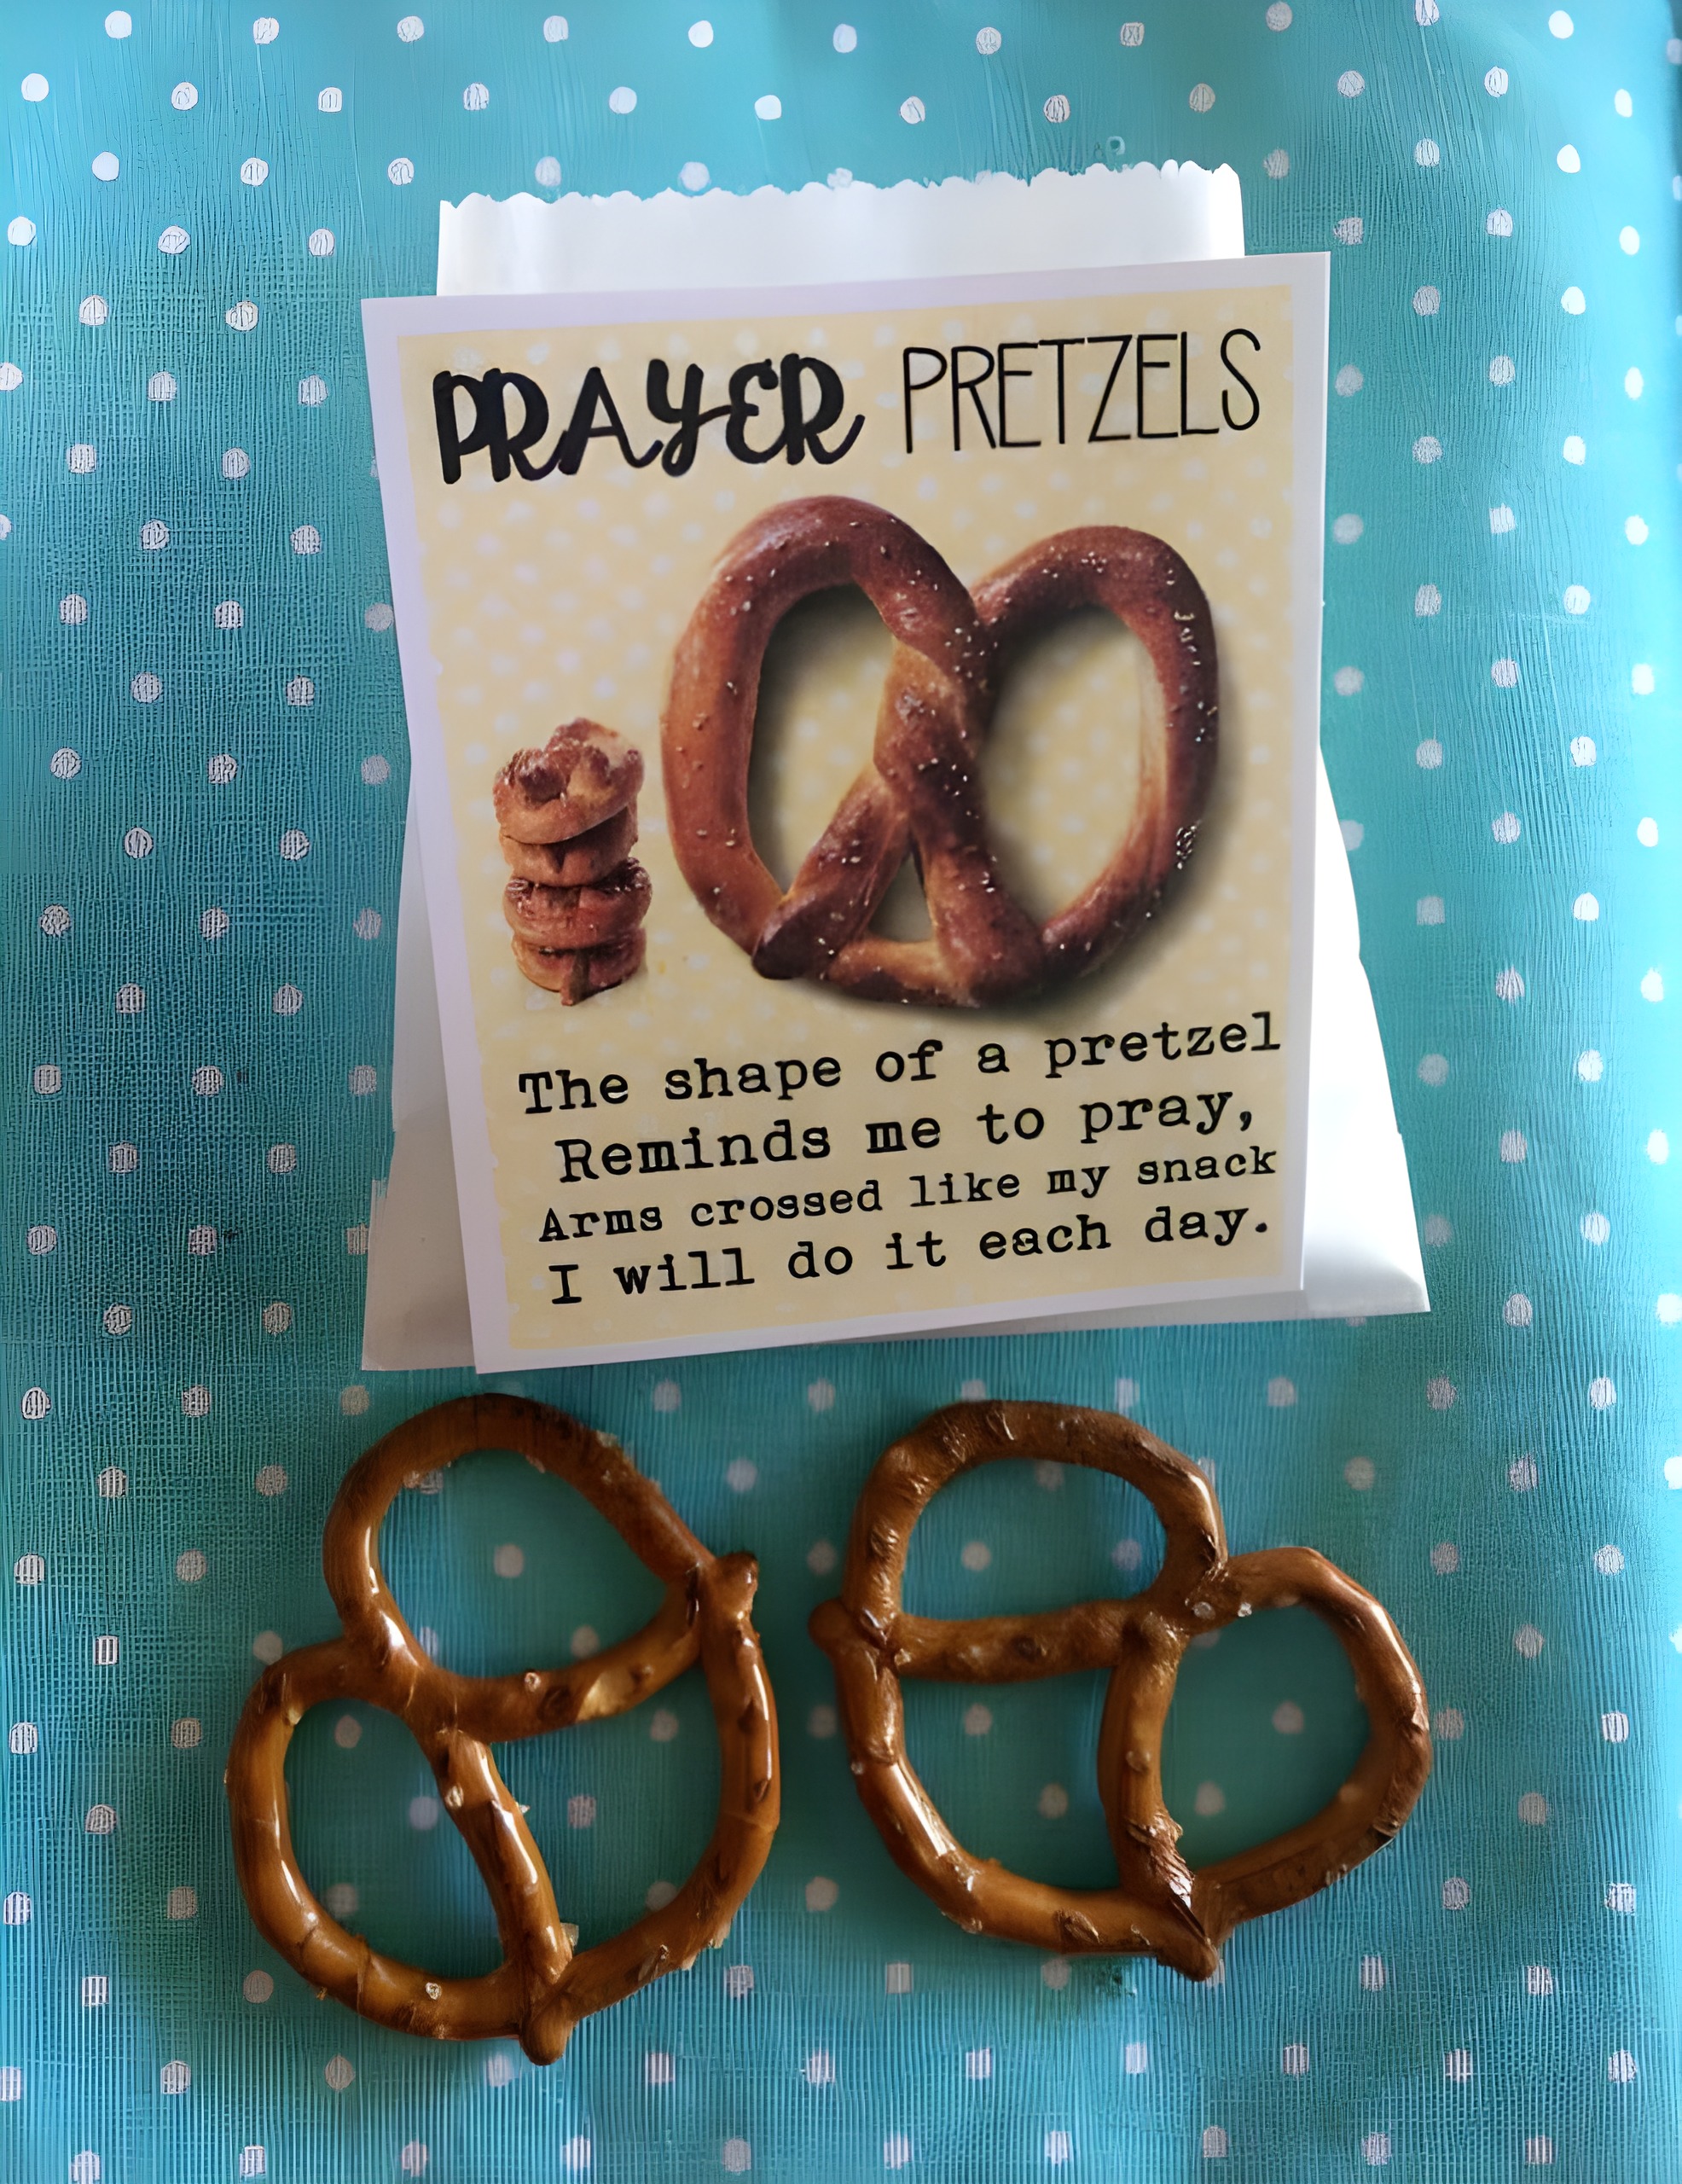 PRAYER PRETZELS
The shape of a pretzel
Reminds me to pray,
Arms crossed like my snack
I will do it each day.